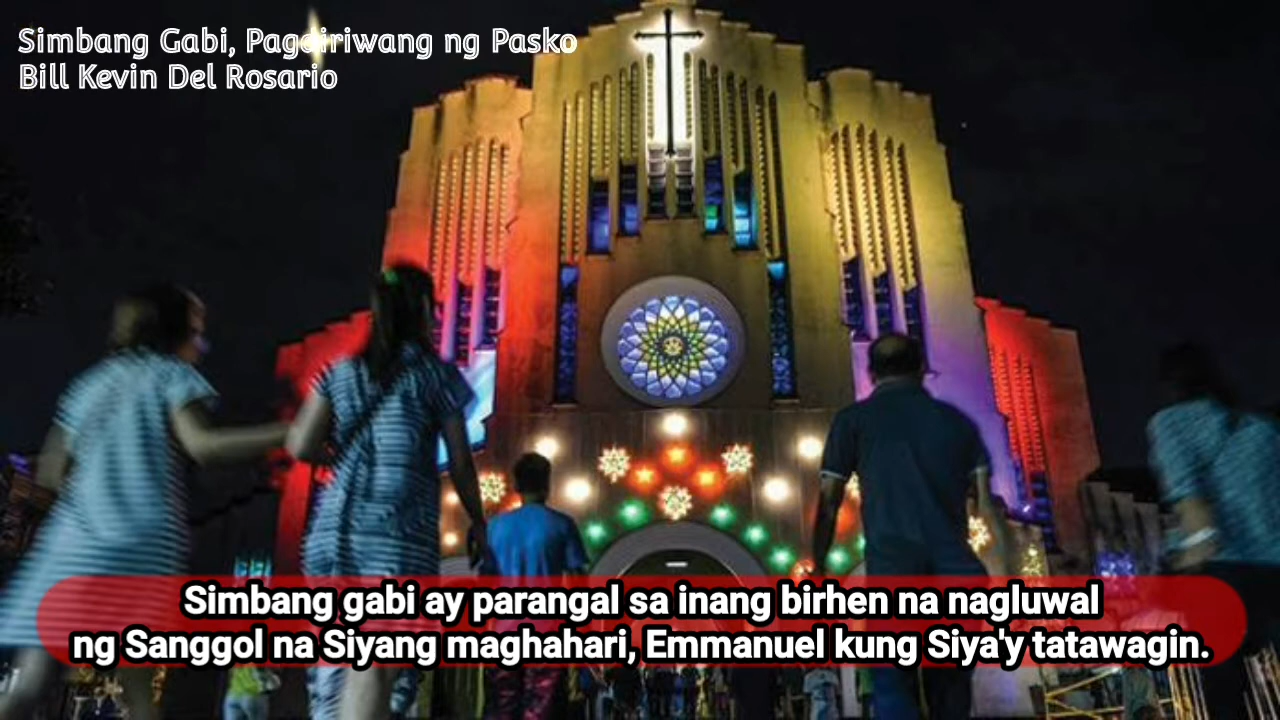 Simbang Gabi, Pagdiriwang ng Pasko
Bill Kevin Del Rosario
Simbang gabi ay parangal sa inang birhen na nagluwal
ng Sanggol na Siyang maghahari, Emmanuel kung Siya'y tatawagin.